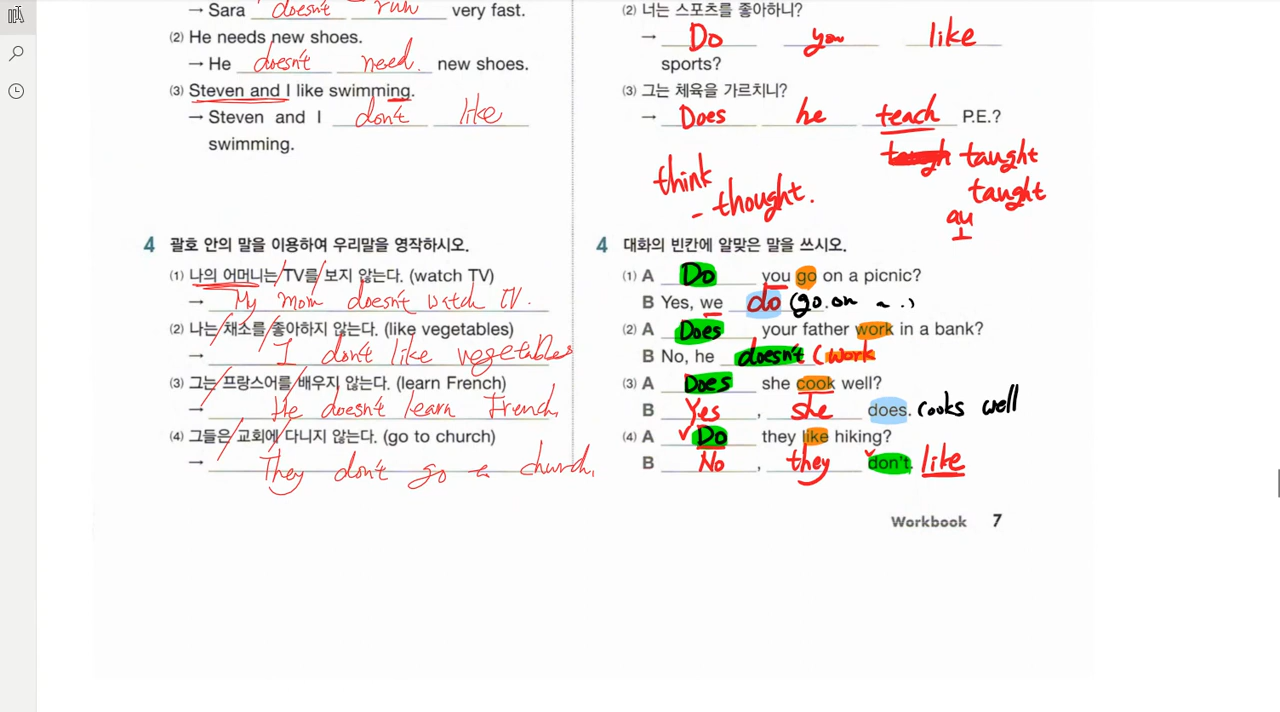 → Sara doesn't run very fast.
(2) He needs new shoes.
→ He doesn't need. new shoes.
(3) Steven and I like swimming.
→ Steven and I don't like
swimming.
4 괄호 안의 말을 이용하여 우리말을 영작하시오.
(1) 나의 어머니는 TV를 보지 않는다. (watch TV)
→ My mom doesn't watch TV.
(2) 나는 채소를 좋아하지 않는다. (like vegetables)
→ I don't like vegetables
(3) 그는 프랑스어를 배우지 않는다. (learn French)
→ He doesn't learn French.
(4) 그들은 교회에 다니지 않는다. (go to church)
→ They don't go to church.
(2) 너는 스포츠를 좋아하니?
→ Do you like
sports?
(3) 그는 체육을 가르치니?
→ Does he teach P.E.?
taught
think
- thought.
taught
au
4 대화의 빈칸에 알맞은 말을 쓰시오.
(1) A Do you go on a picnic?
B Yes, we do (go on ~.)
(2) A Does your father work in a bank?
B No, he doesn't (work
(3) A Does she cook well?
B Yes, she does. cooks well
(4) A Do they like hiking?
B No, they don't. like
Workbook 7